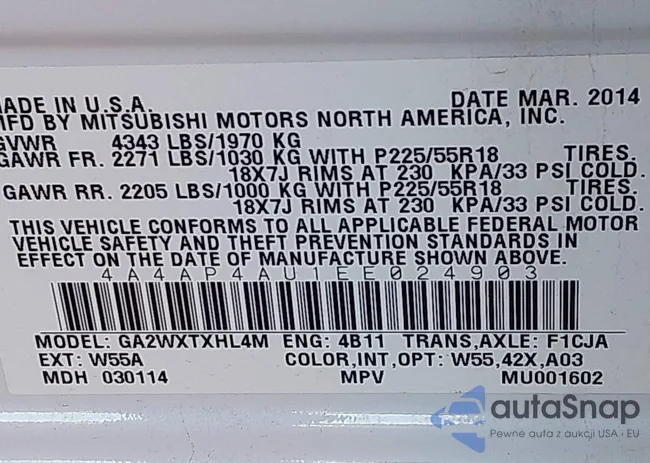 MADE IN U.S.A. DATE MAR. 2014
MFD BY MITSUBISHI MOTORS NORTH AMERICA, INC.
GVWR 4343 LBS/1970 KG
GAWR FR. 2271 LBS/1030 KG WITH P225/55R18 TIRES.
18X7J RIMS AT 230 KPA/33 PSI COLD.
GAWR RR. 2205 LBS/1000 KG WITH P225/55R18 TIRES.
18X7J RIMS AT 230 KPA/33 PSI COLD.
THIS VEHICLE CONFORMS TO ALL APPLICABLE FEDERAL MOTOR
VEHICLE SAFETY AND THEFT PREVENTION STANDARDS IN
EFFECT ON THE DATE OF MANUFACTURE SHOWN ABOVE.
4A4AP4AU1EE024903
MODEL: GA2WXTXHL4M ENG: 4B11 TRANS,AXLE: F1CJA
EXT: W55A COLOR,INT,OPT: W55,42X,A03
MDH 030114 MPV MU001602
autaSnap
Pewne auta z aukcji USA i EU